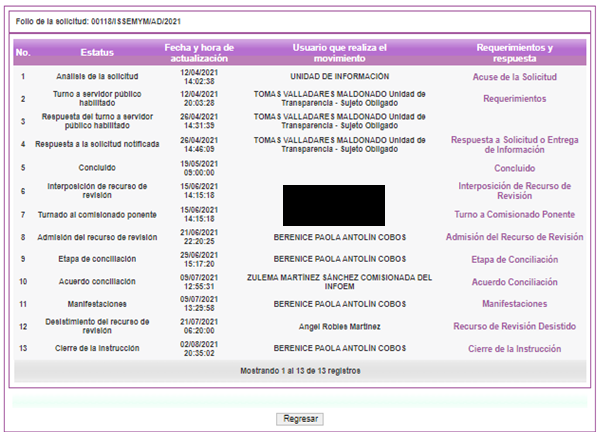 Folio de la solicitud: 00118/ISSEMYM/AD/2021
No. Estatus Fecha y hora de actualización Usuario que realiza el movimiento Requerimientos y respuesta
1 Análisis de la solicitud 12/04/2021 14:02:38 UNIDAD DE INFORMACIÓN Acuse de la Solicitud
2 Turno a servidor público habilitado 12/04/2021 20:03:28 TOMAS VALLADARES MALDONADO Unidad de Transparencia - Sujeto Obligado Requerimientos
3 Respuesta del turno a servidor público habilitado 26/04/2021 14:31:39 TOMAS VALLADARES MALDONADO Unidad de Transparencia - Sujeto Obligado
4 Respuesta a la solicitud notificada 26/04/2021 14:46:09 TOMAS VALLADARES MALDONADO Unidad de Transparencia - Sujeto Obligado Respuesta a Solicitud o Entrega de Información
5 Concluido 19/05/2021 09:00:00 Concluido
6 Interposición de recurso de revisión 15/06/2021 14:15:18 Interposición de Recurso de Revisión
7 Turnado al comisionado ponente 15/06/2021 14:15:18 Turno a Comisionado Ponente
8 Admisión del recurso de revisión 21/06/2021 22:20:25 BERENICE PAOLA ANTOLÍN COBOS Admisión del Recurso de Revisión
9 Etapa de conciliación 29/06/2021 15:17:20 BERENICE PAOLA ANTOLÍN COBOS Etapa de Conciliación
10 Acuerdo conciliación 09/07/2021 12:55:31 ZULEMA MARTÍNEZ SÁNCHEZ COMISIONADA DEL INFOEM Acuerdo Conciliación
11 Manifestaciones 09/07/2021 13:29:58 BERENICE PAOLA ANTOLÍN COBOS Manifestaciones
12 Desistimiento del recurso de revisión 21/07/2021 06:20:00 Angel Robles Martinez Recurso de Revisión Desistido
13 Cierre de la instrucción 02/08/2021 20:35:02 BERENICE PAOLA ANTOLÍN COBOS Cierre de la Instrucción
Mostrando 1 al 13 de 13 registros
Regresar